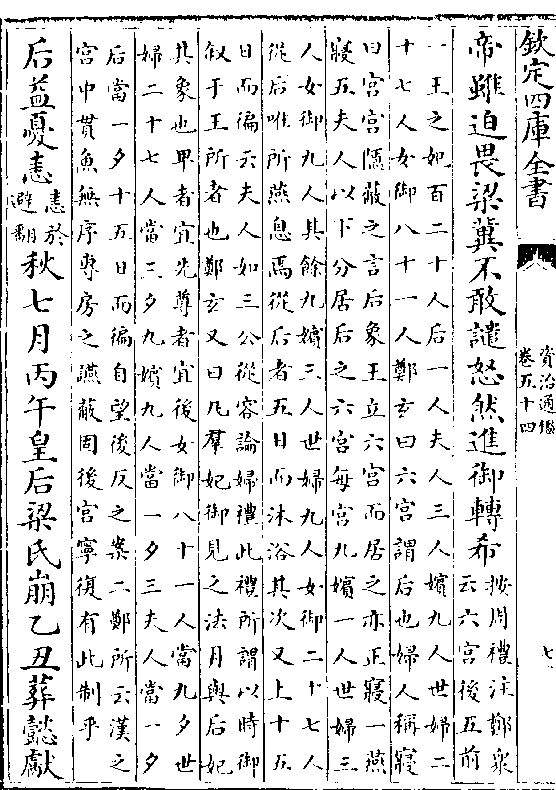 欽定四庫全書
資治通鑑
卷五十四
七
帝雖迫畏梁冀不敢譴怒然進御轉希
按周禮注鄭衆
云六宮後五前
一王之妃百二十人后一人夫人三人嬪九人世婦二
十七人女御八十一人鄭玄曰六宮謂后也婦人稱寢
曰宮宮隱蔽之言后象王立六宮而居之亦正寢一燕
寢五夫人以下分居后之六宮每宮九嬪一人世婦三
人女御九人其餘九嬪三人世婦九人女御二十七人
從后唯所燕息焉從后者五日而沐浴其次又上十五
日而徧云夫人如三公從容論婦禮此禮所謂以時御
叙于王所者也鄭玄又曰凡羣妃御見之法月與后妃
其象也卑者宜先尊者宜後女御八十一人當九夕世
婦二十七人當三夕九嬪九人當一夕三夫人當一夕
后當一夕十五日而徧自望後反之案二鄭所云漢之
宮中貫魚無序專房之讌蔽固後宮寧復有此制乎
后益憂恚
恚於
避翻
秋七月丙午皇后梁氏崩乙丑葬懿獻